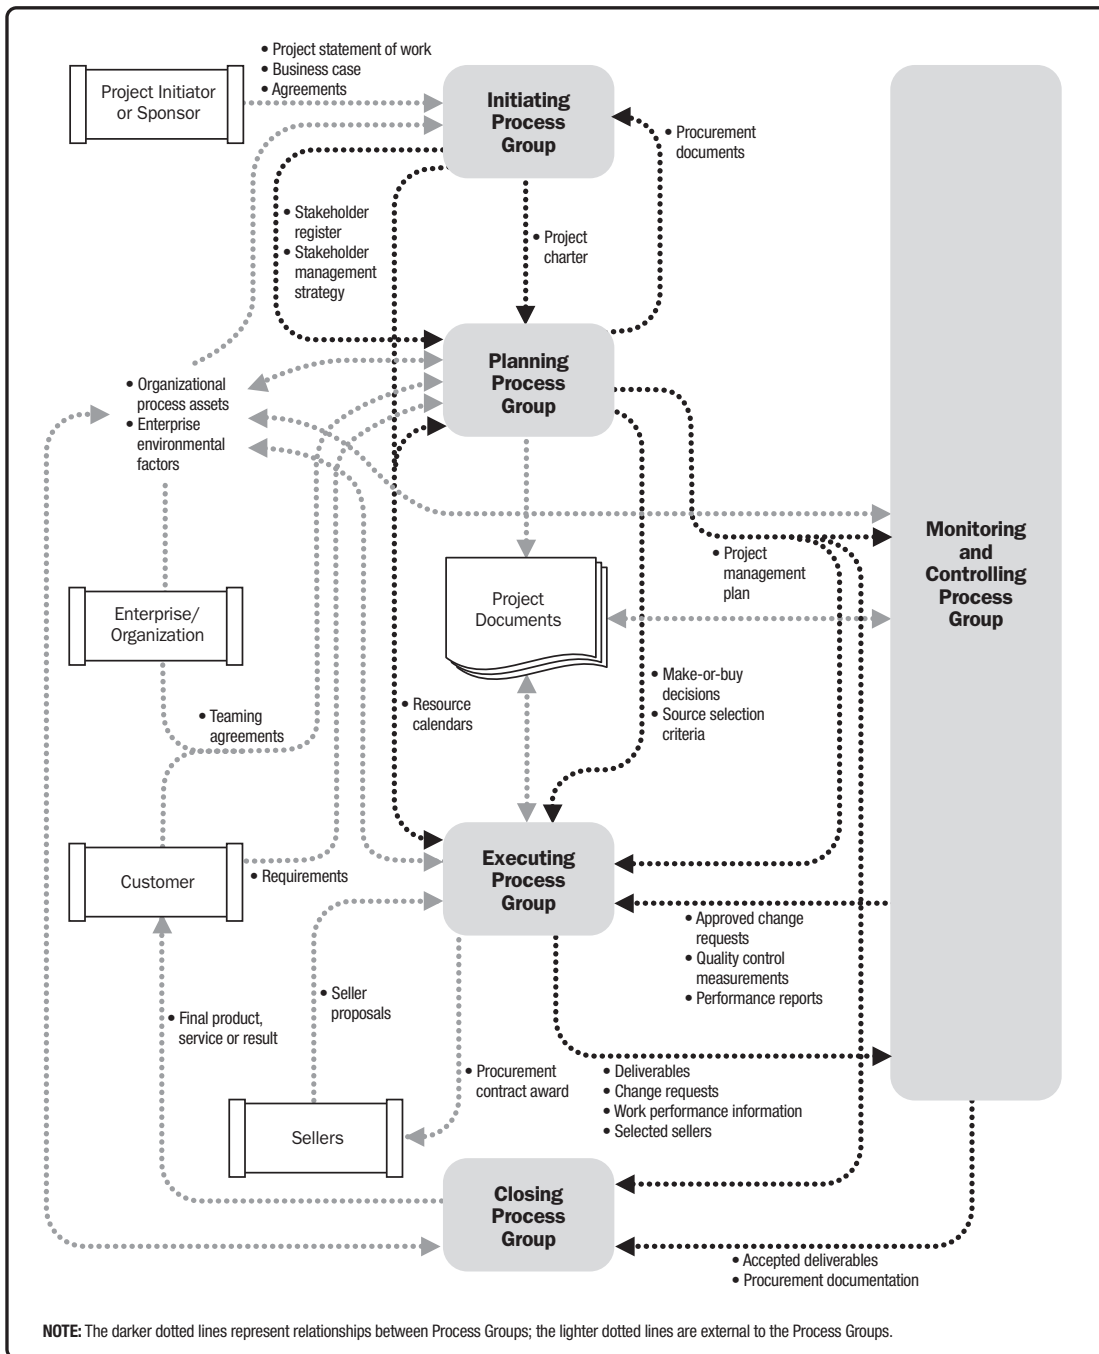 • Project statement of work
• Business case
• Agreements
Project Initiator
or Sponsor
Initiating
Process
Group
• Procurement
documents
• Stakeholder
register
• Stakeholder
management
strategy
• Project
charter
Planning
Process
Group
• Organizational
process assets
• Enterprise
environmental
factors
Monitoring
and
Controlling
Process
Group
• Project
management
plan
Project
Documents
Enterprise/
Organization
• Make-or-buy
decisions
• Source selection
criteria
• Resource
calendars
• Teaming
agreements
Executing
Process
Group
Customer
• Requirements
• Approved change
requests
• Quality control
measurements
• Performance reports
• Seller
proposals
• Final product,
service or result
• Procurement
contract award
• Deliverables
• Change requests
• Work performance information
• Selected sellers
Sellers
Closing
Process
Group
• Accepted deliverables
• Procurement documentation
NOTE: The darker dotted lines represent relationships between Process Groups; the lighter dotted lines are external to the Process Groups.